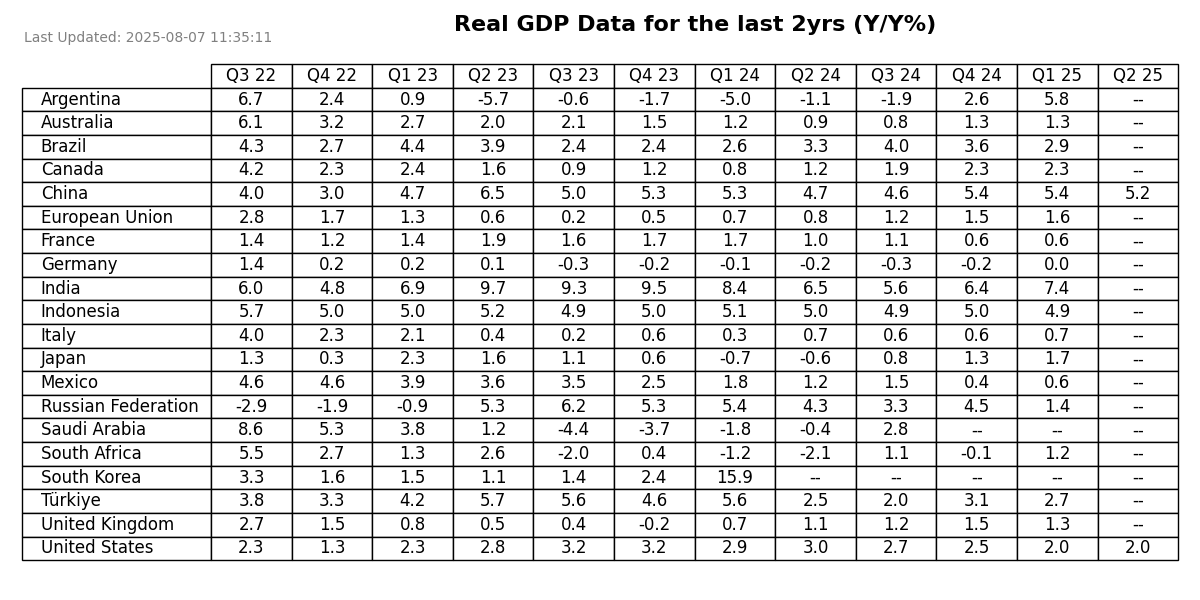 Real GDP Data for the last 2yrs (Y/Y%)
Last Updated: 2025-08-07 11:35:11
Q3 22 Q4 22 Q1 23 Q2 23 Q3 23 Q4 23 Q1 24 Q2 24 Q3 24 Q4 24 Q1 25 Q2 25
Argentina 6.7 2.4 0.9 -5.7 -0.6 -1.7 -5.0 -1.1 -1.9 2.6 5.8 --
Australia 6.1 3.2 2.7 2.0 2.1 1.5 1.2 0.9 0.8 1.3 1.3 --
Brazil 4.3 2.7 4.4 3.9 2.4 2.4 2.6 3.3 4.0 3.6 2.9 --
Canada 4.2 2.3 2.4 1.6 0.9 1.2 0.8 1.2 1.9 2.3 2.3 --
China 4.0 3.0 4.7 6.5 5.0 5.3 5.3 4.7 4.6 5.4 5.4 5.2
European Union 2.8 1.7 1.3 0.6 0.2 0.5 0.7 0.8 1.2 1.5 1.6 --
France 1.4 1.2 1.4 1.9 1.6 1.7 1.7 1.0 1.1 0.6 0.6 --
Germany 1.4 0.2 0.2 0.1 -0.3 -0.2 -0.1 -0.2 -0.3 -0.2 0.0 --
India 6.0 4.8 6.9 9.7 9.3 9.5 8.4 6.5 5.6 6.4 7.4 --
Indonesia 5.7 5.0 5.0 5.2 4.9 5.0 5.1 5.0 4.9 5.0 4.9 --
Italy 4.0 2.3 2.1 0.4 0.2 0.6 0.3 0.7 0.6 0.6 0.7 --
Japan 1.3 0.3 2.3 1.6 1.1 0.6 -0.7 -0.6 0.8 1.3 1.7 --
Mexico 4.6 4.6 3.9 3.6 3.5 2.5 1.8 1.2 1.5 0.4 0.6 --
Russian Federation -2.9 -1.9 -0.9 5.3 6.2 5.3 5.4 4.3 3.3 4.5 1.4 --
Saudi Arabia 8.6 5.3 3.8 1.2 -4.4 -3.7 -1.8 -0.4 2.8 -- -- --
South Africa 5.5 2.7 1.3 2.6 -2.0 0.4 -1.2 -2.1 1.1 -0.1 1.2 --
South Korea 3.3 1.6 1.5 1.1 1.4 2.4 15.9 -- -- -- -- --
Türkiye 3.8 3.3 4.2 5.7 5.6 4.6 5.6 2.5 2.0 3.1 2.7 --
United Kingdom 2.7 1.5 0.8 0.5 0.4 -0.2 0.7 1.1 1.2 1.5 1.3 --
United States 2.3 1.3 2.3 2.8 3.2 3.2 2.9 3.0 2.7 2.5 2.0 2.0